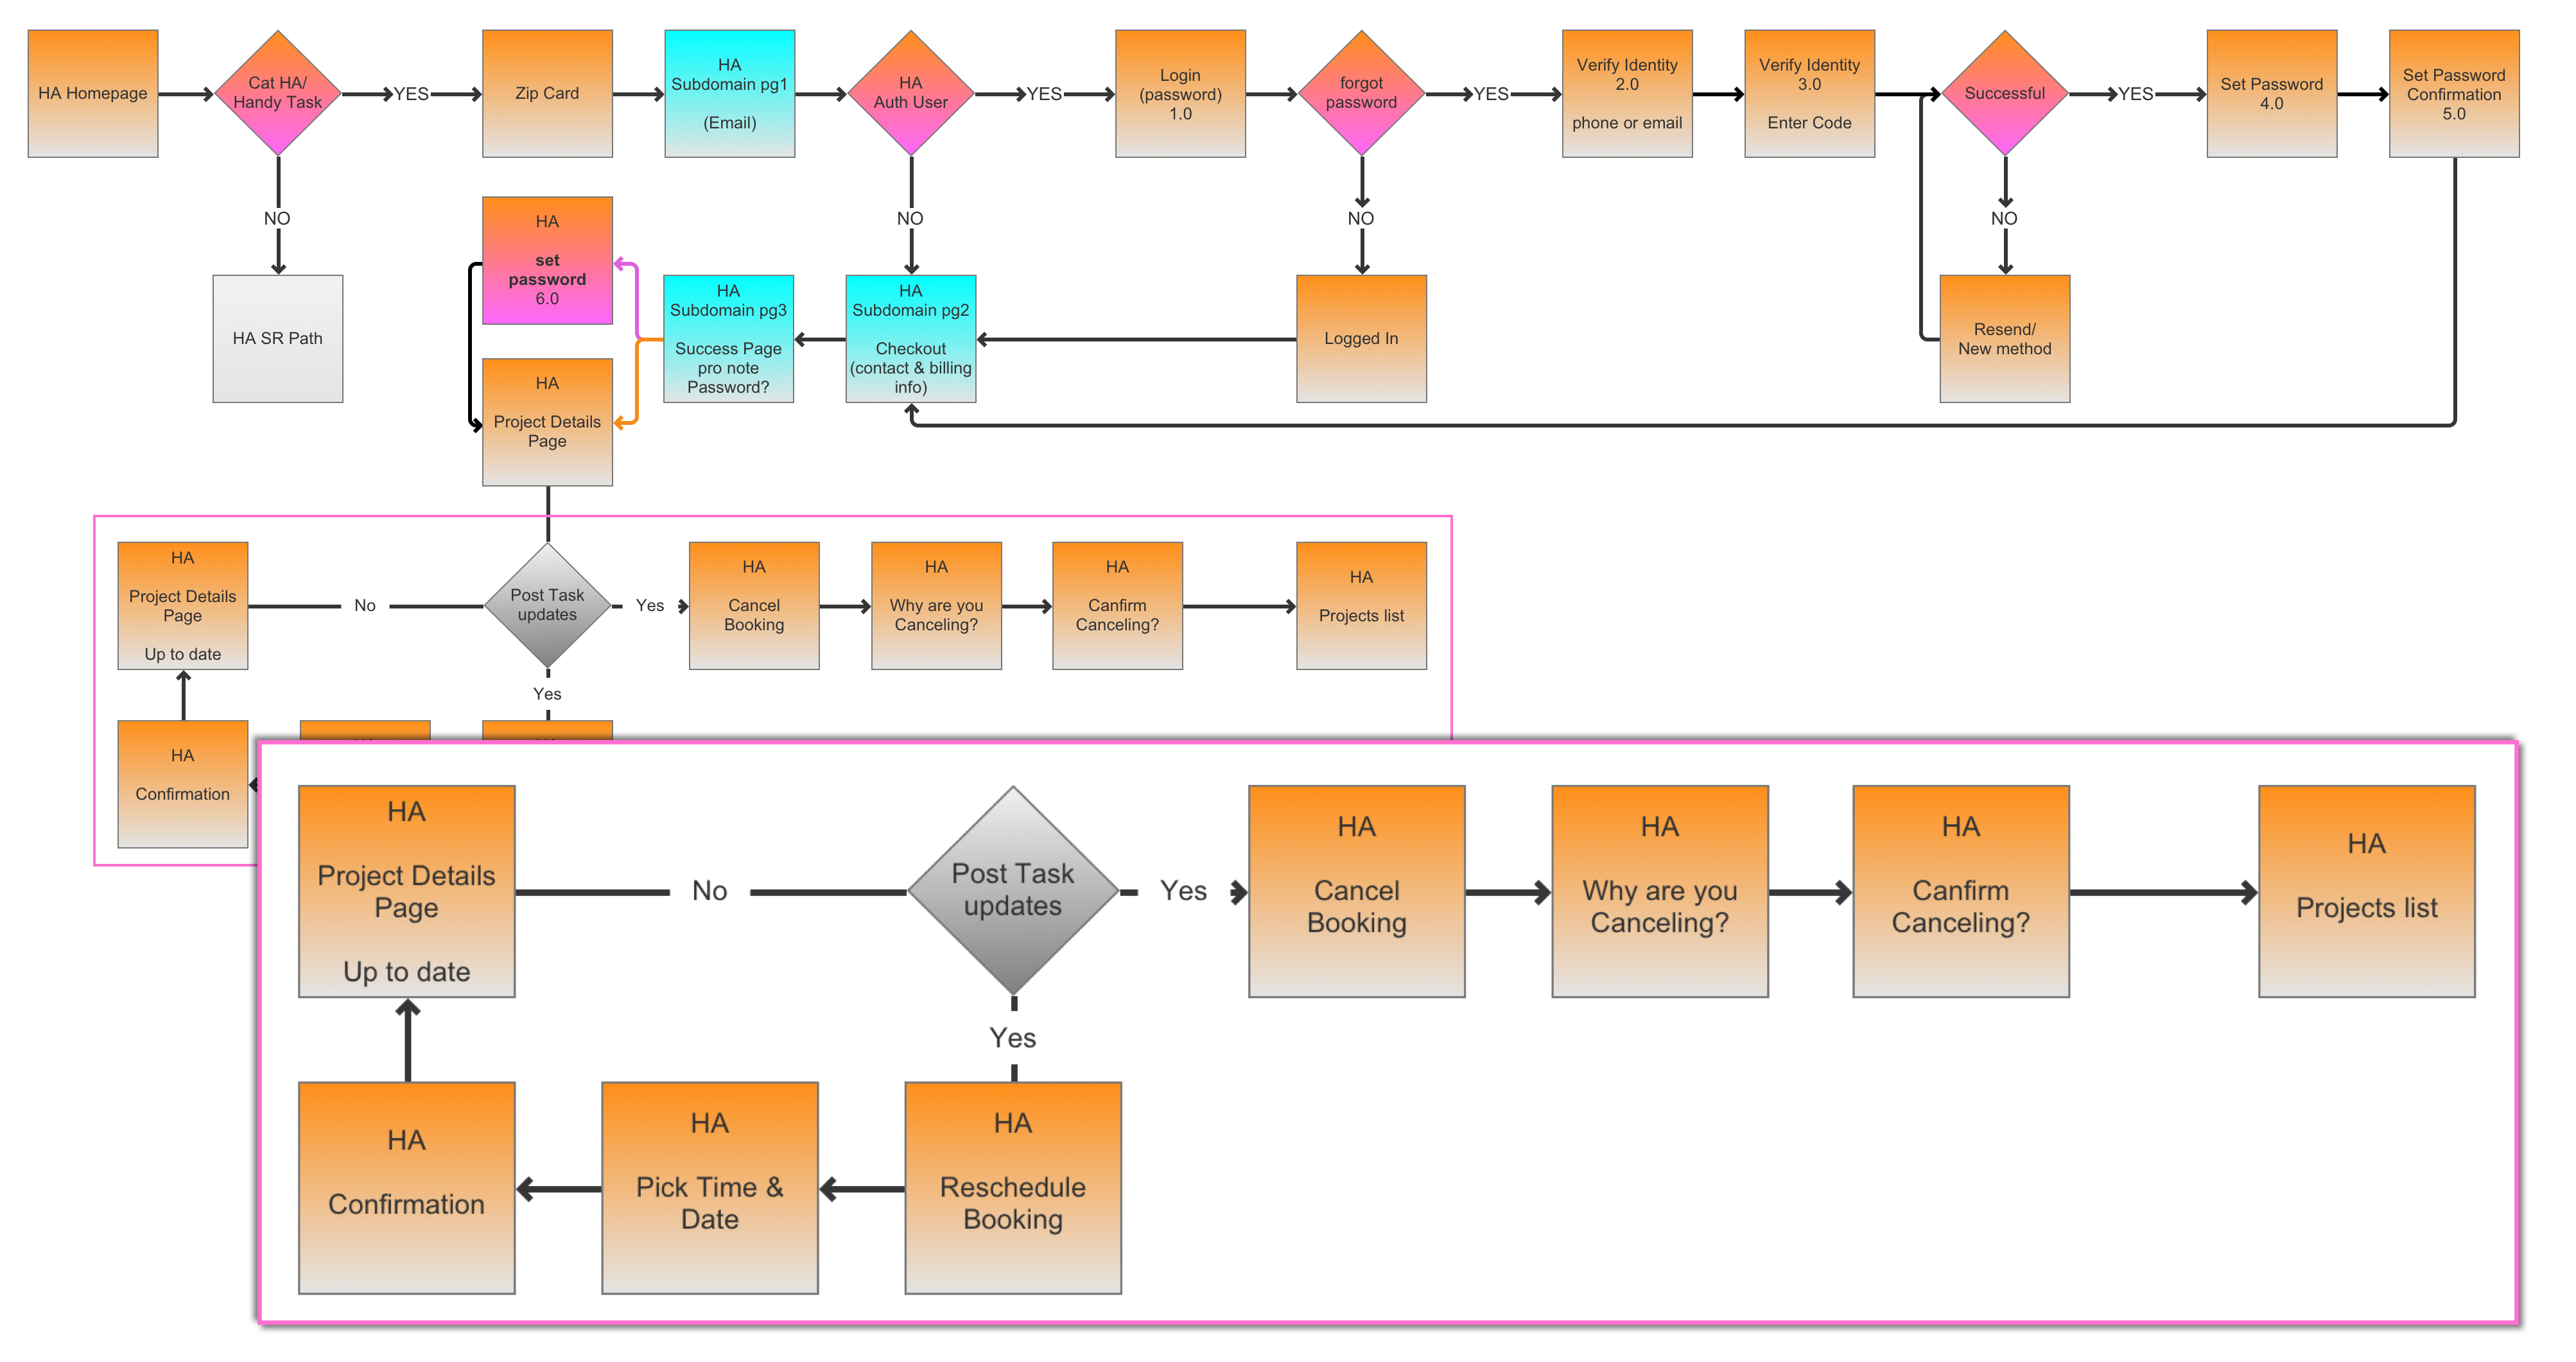 HA Homepage
Cat HA/
Handy Task
YES
Zip Card
HA
Subdomain pg1
(Email)
HA
Auth User
YES
Login
(password)
1.0
forgot
password
YES
Verify Identity
2.0
phone or email
Verify Identity
3.0
Enter Code
Successful
YES
Set Password
4.0
Set Password
Confirmation
5.0
NO
NO
NO
NO
HA
set
password
6.0
HA SR Path
HA
Subdomain pg3
Success Page
pro note
Password?
HA
Subdomain pg2
Checkout
(contact & billing
info)
Logged In
Resend/
New method
HA
Project Details
Page
HA
Project Details
Page
Up to date
No
Post Task
updates
Yes
HA
Cancel
Booking
HA
Why are you
Canceling?
HA
Canfirm
Canceling?
HA
Projects list
Yes
HA
Confirmation
HA
Project Details
Page
Up to date
No
Post Task
updates
Yes
HA
Cancel
Booking
HA
Why are you
Canceling?
HA
Canfirm
Canceling?
HA
Projects list
Yes
HA
Confirmation
HA
Pick Time &
Date
HA
Reschedule
Booking